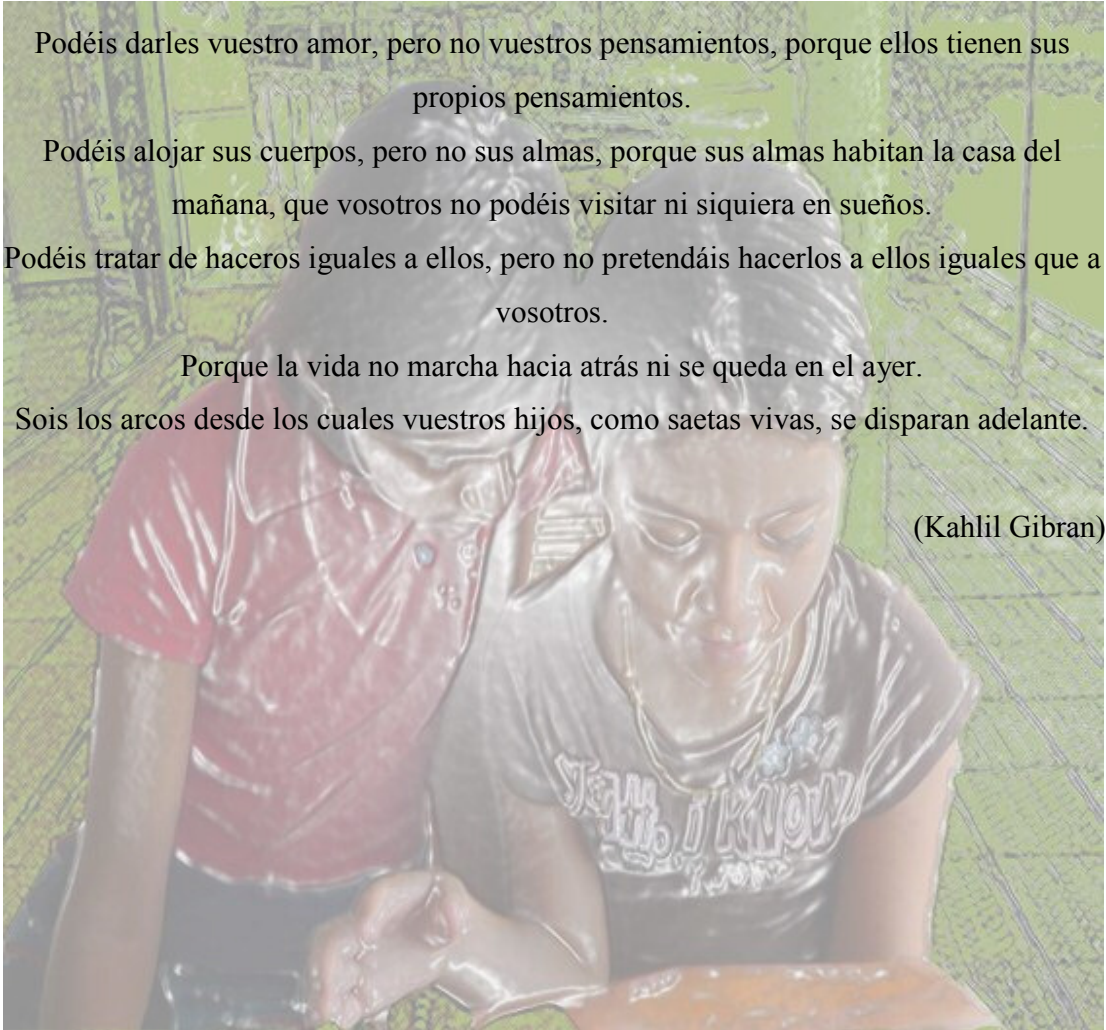 Podéis darles vuestro amor, pero no vuestros pensamientos, porque ellos tienen sus
propios pensamientos.
Podéis alojar sus cuerpos, pero no sus almas, porque sus almas habitan la casa del
mañana, que vosotros no podéis visitar ni siquiera en sueños.
Podéis tratar de haceros iguales a ellos, pero no pretendáis hacerlos a ellos iguales que a
vosotros.
Porque la vida no marcha hacia atrás ni se queda en el ayer.
Sois los arcos desde los cuales vuestros hijos, como saetas vivas, se disparan adelante.
(Kahlil Gibran)
I KNOW